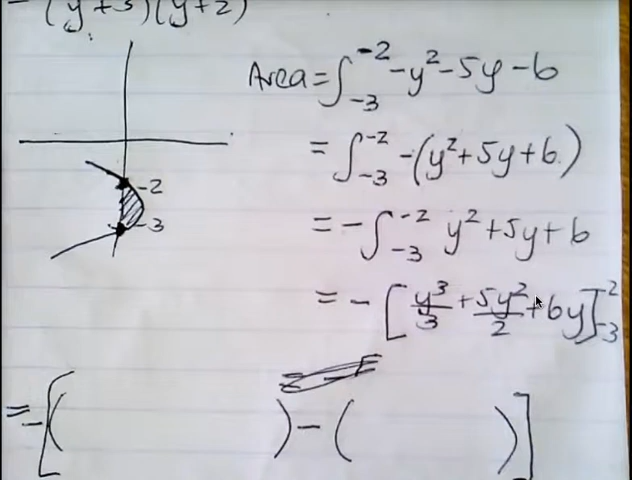 - (y+3)(y+2)
Area = ∫_{-3}^{-2} -y²-5y-6
= ∫_{-3}^{-2} -(y²+5y+6)
-2
-3
= -∫_{-3}^{-2} y²+5y+6
= -[y³/3 + 5y²/2 + 6y]_{-3}^{-2}
= -[( ) - ( )]